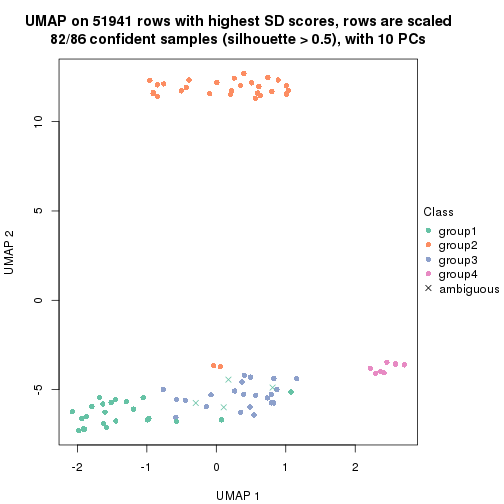 UMAP on 51941 rows with highest SD scores, rows are scaled
82/86 confident samples (silhouette > 0.5), with 10 PCs
10
5
0
-5
UMAP 2
-2
-1
0
1
2
UMAP 1
Class
group1
group2
group3
group4
ambiguous